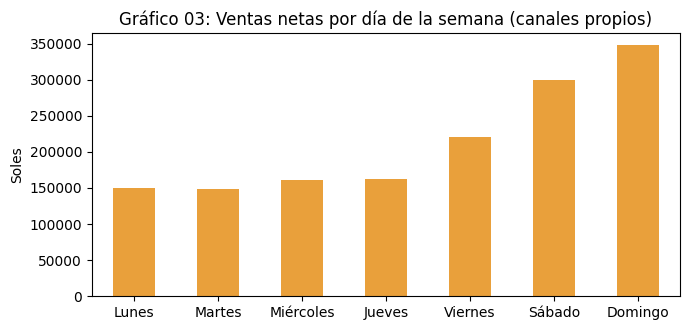 Gráfico 03: Ventas netas por día de la semana (canales propios)
Soles
350000
300000
250000
200000
150000
100000
50000
0
Lunes Martes Miércoles Jueves Viernes Sábado Domingo